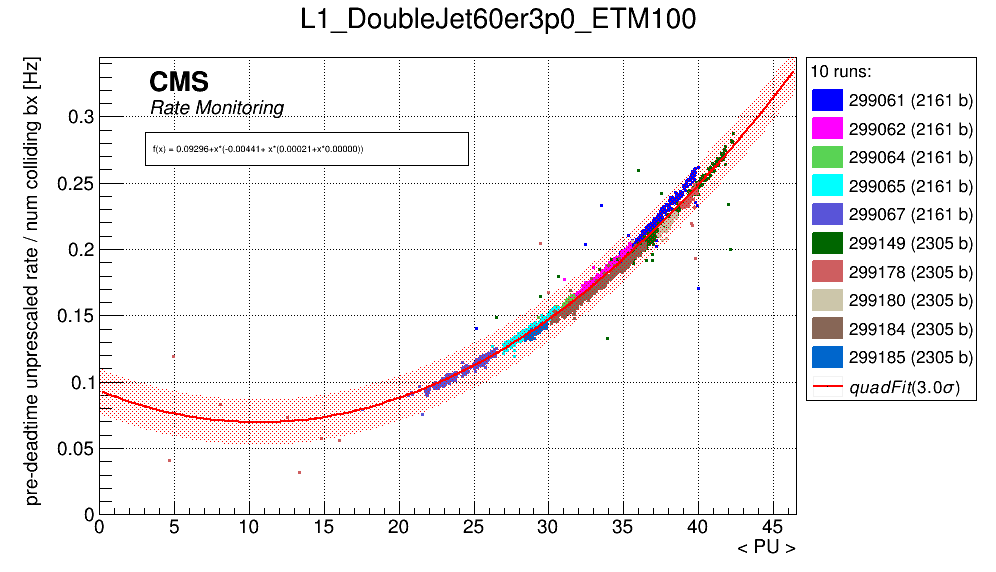 L1_DoubleJet60er3p0_ETM100
pre-deadtime unprescaled rate / num colliding bx [Hz]
CMS
Rate Monitoring
f(x) = 0.09296+x*(-0.00441+ x*(0.00021+x*0.00000))
0.3
0.25
0.2
0.15
0.1
0.05
0
0 5 10 15 20 25 30 35 40 45
< PU >
10 runs:
299061 (2161 b)
299062 (2161 b)
299064 (2161 b)
299065 (2161 b)
299067 (2161 b)
299149 (2305 b)
299178 (2305 b)
299180 (2305 b)
299184 (2305 b)
299185 (2305 b)
quadFit(3.0σ)